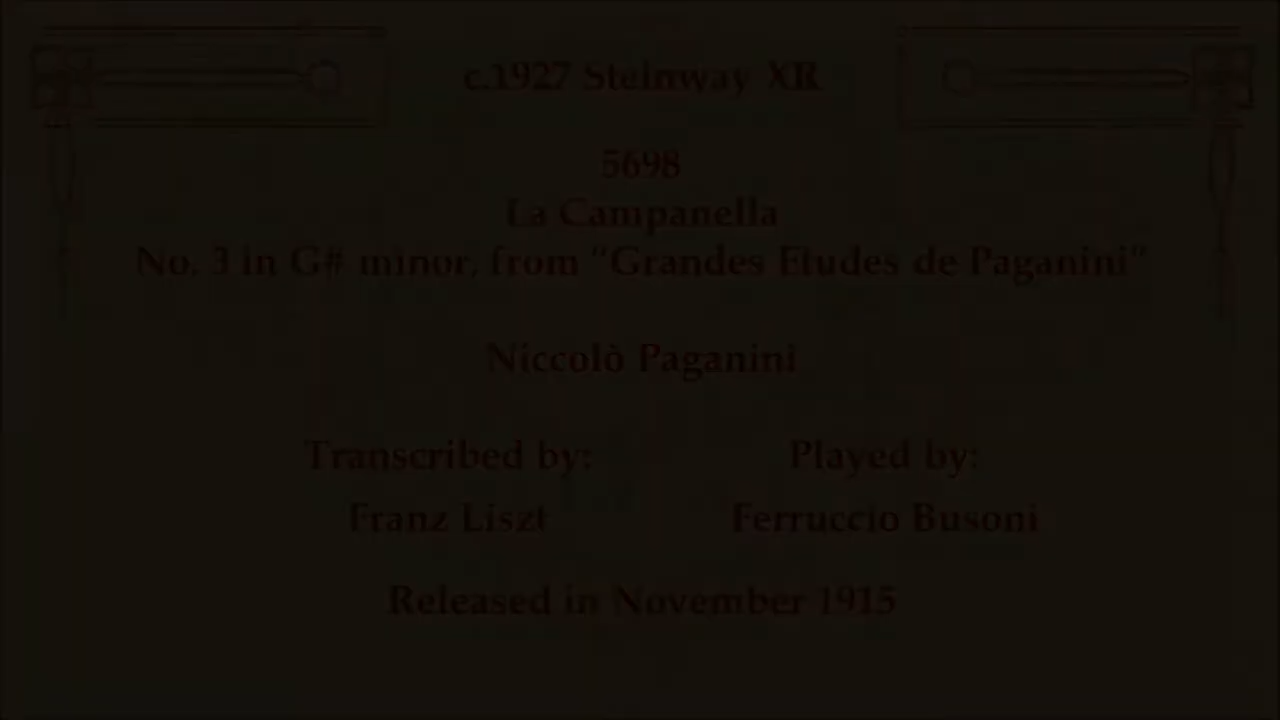 c.1927 Steinway XR
5698
La Campanella
No. 3 in G# minor, from "Grandes Etudes de Paganini"
Niccolò Paganini
Transcribed by: Played by:
Franz Liszt Ferruccio Busoni
Released in November 1915